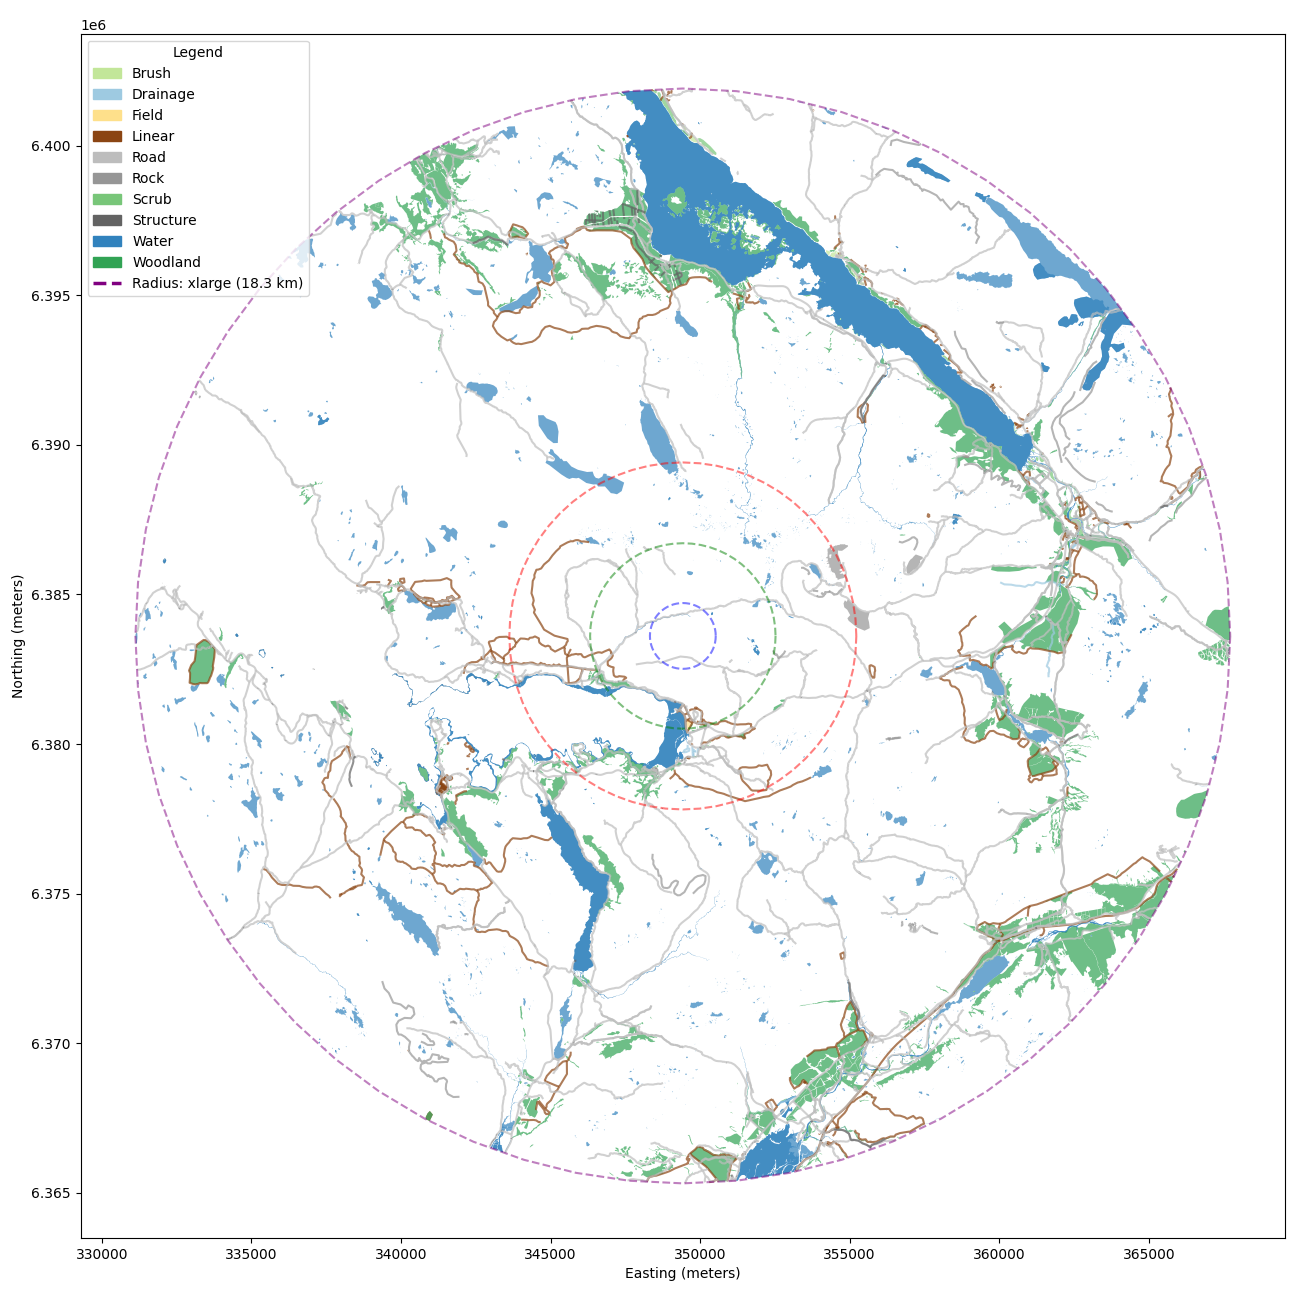 1e6
Legend
Brush
Drainage
Field
Linear
Road
Rock
Scrub
Structure
Water
Woodland
Radius: xlarge (18.3 km)
6.400
6.395
6.390
6.385
6.380
6.375
6.370
6.365
Northing (meters)
330000 335000 340000 345000 350000 355000 360000 365000
Easting (meters)